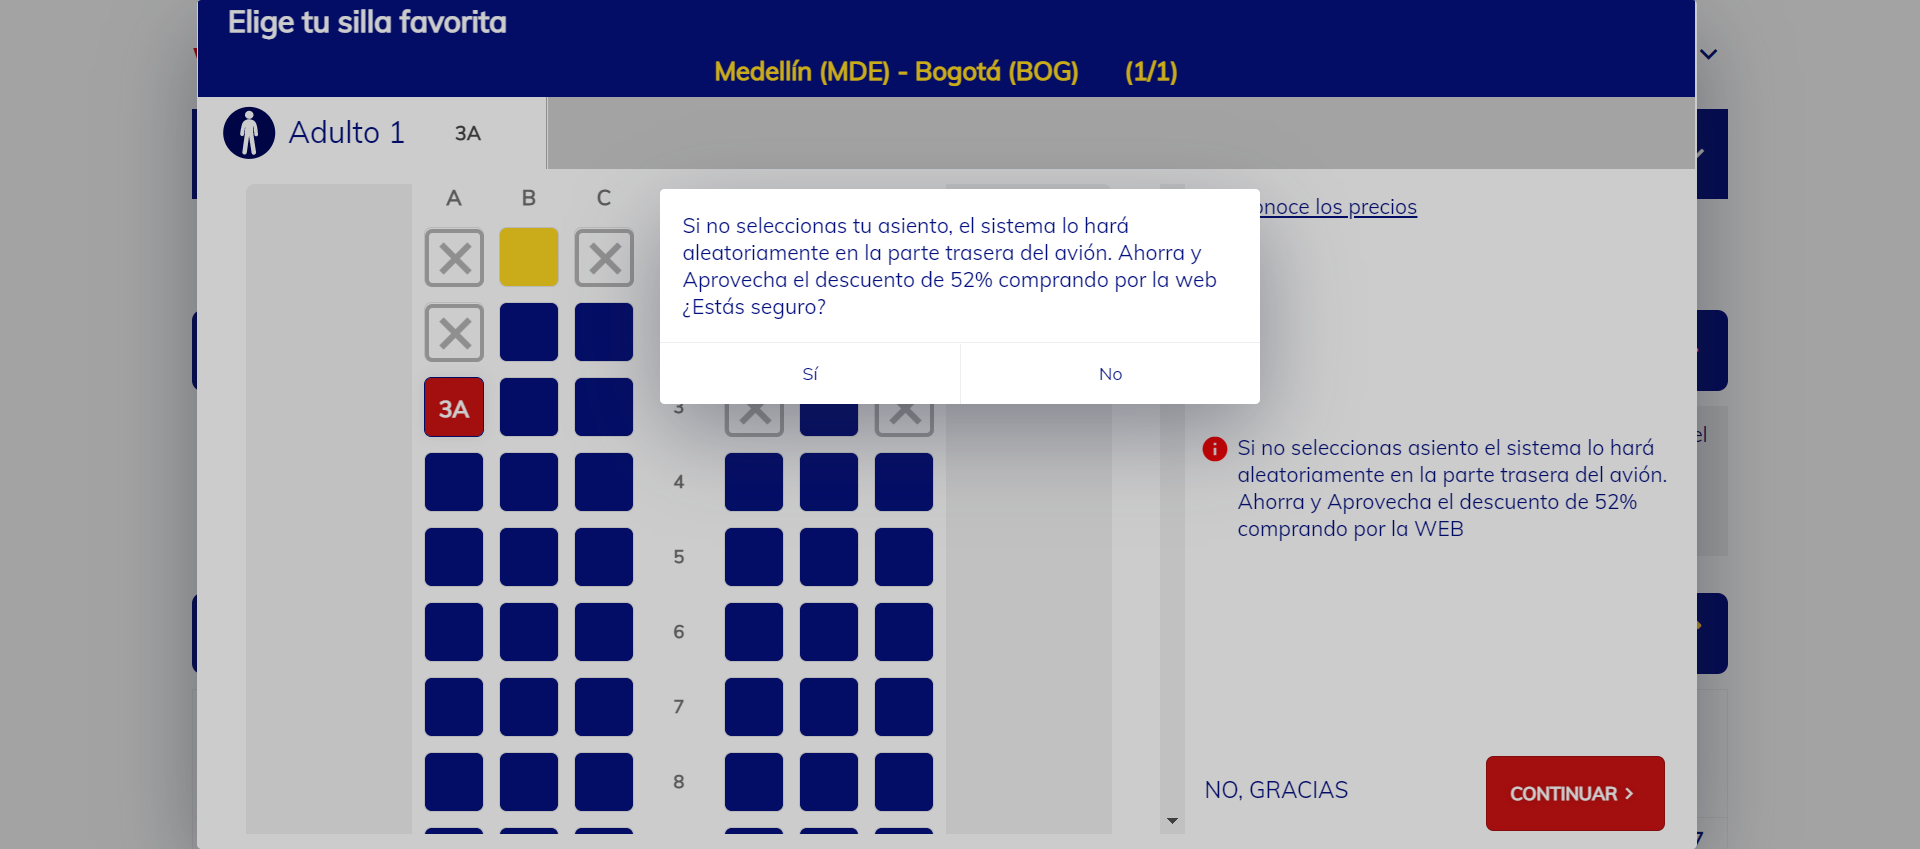 Elige tu silla favorita
Medellín (MDE) - Bogotá (BOG) (1/1)
Adulto 1 3A
A B C
Si no seleccionas tu asiento, el sistema lo hará
aleatoriamente en la parte trasera del avión. Ahorra y
Aprovecha el descuento de 52% comprando por la web
¿Estás seguro?
Sí No
los precios
3A
3
4
5
6
7
8
Si no seleccionas asiento el sistema lo hará
aleatoriamente en la parte trasera del avión.
Ahorra y Aprovecha el descuento de 52%
comprando por la WEB
NO, GRACIAS
CONTINUAR